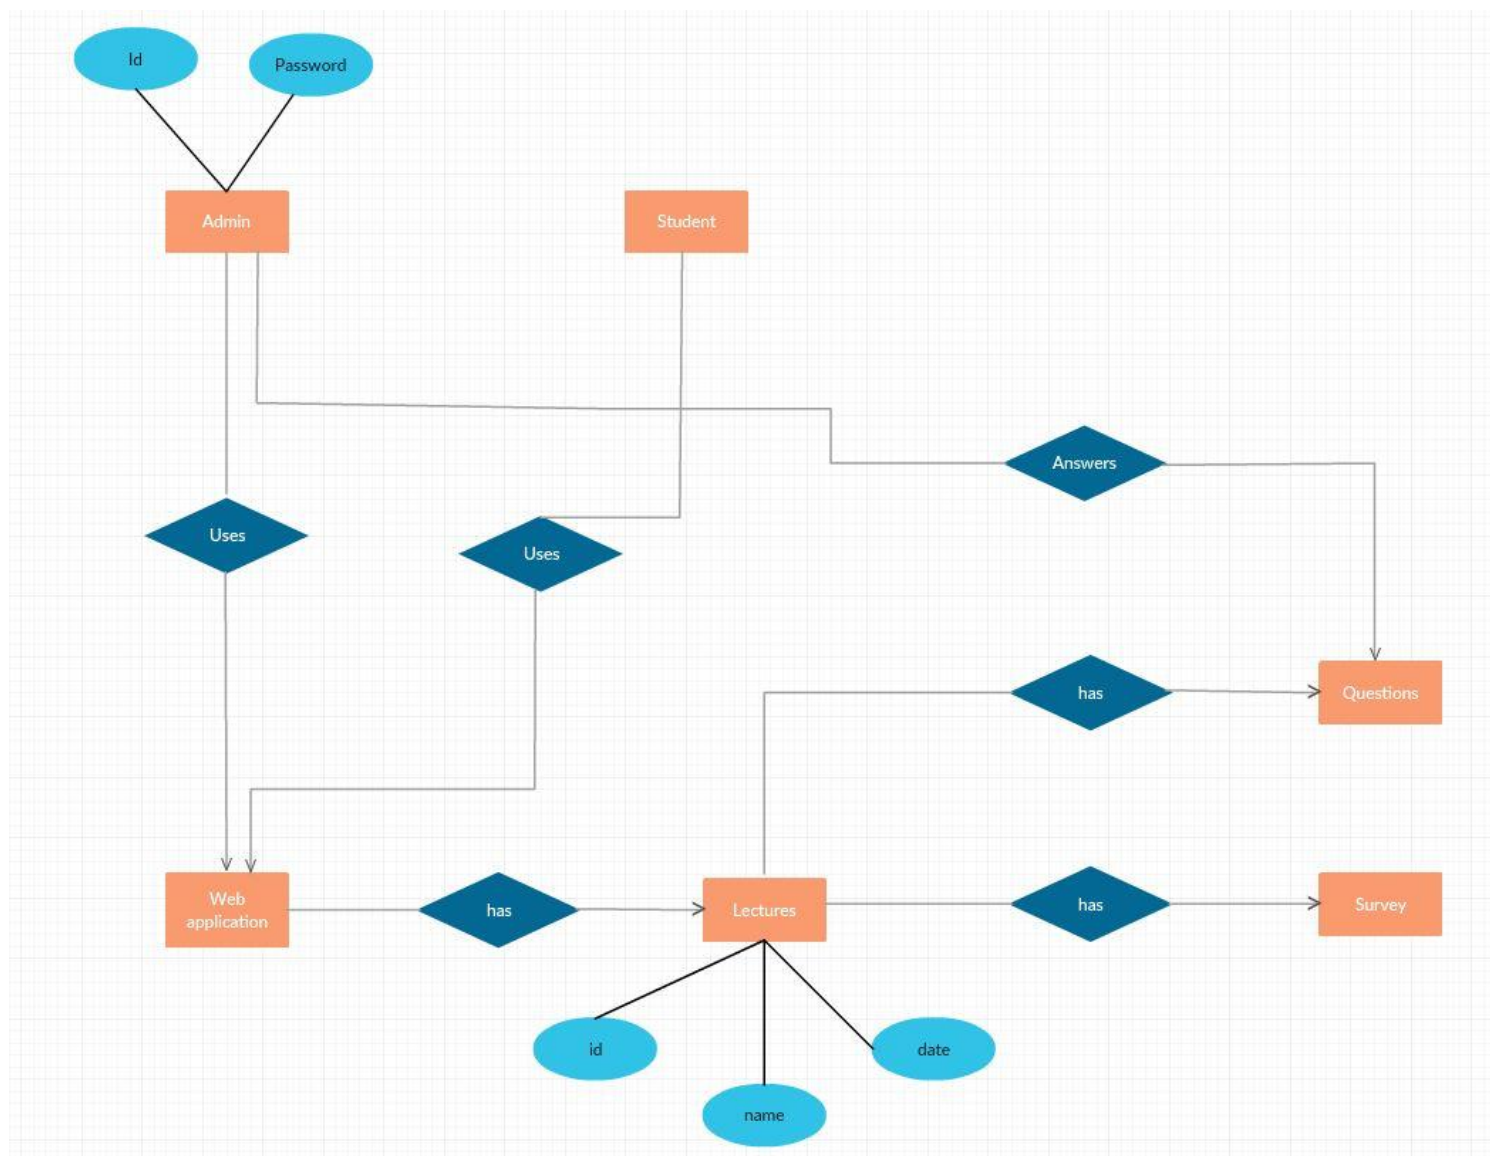 Id
Password
Admin
Student
Answers
Uses
Uses
has
Questions
Web
application
has
Lectures
has
Survey
id
date
name